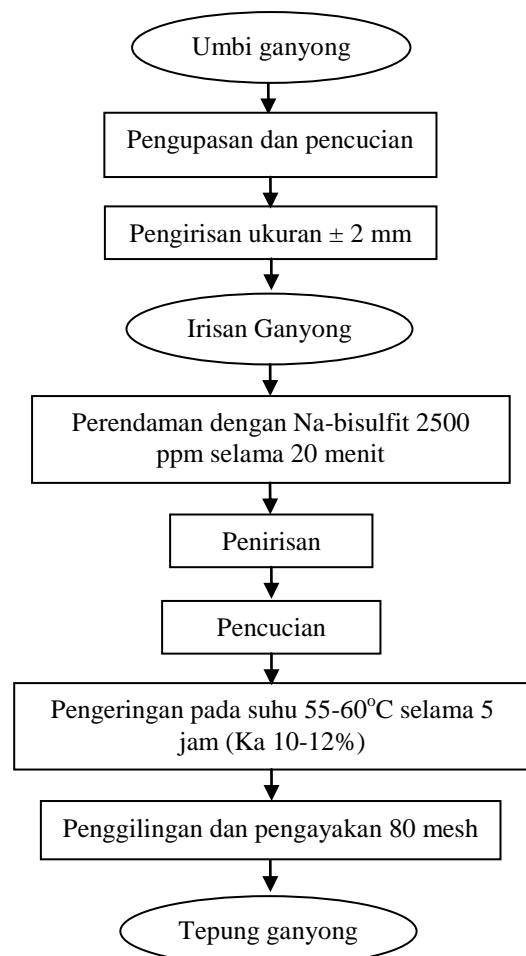 Umbi ganyong
Pengupasan dan pencucian
Pengirisan ukuran ± 2 mm
Irisan Ganyong
Perendaman dengan Na-bisulfit 2500
ppm selama 20 menit
Penirisan
Pencucian
Pengeringan pada suhu 55-60°C selama 5
jam (Ka 10-12%)
Penggilingan dan pengayakan 80 mesh
Tepung ganyong